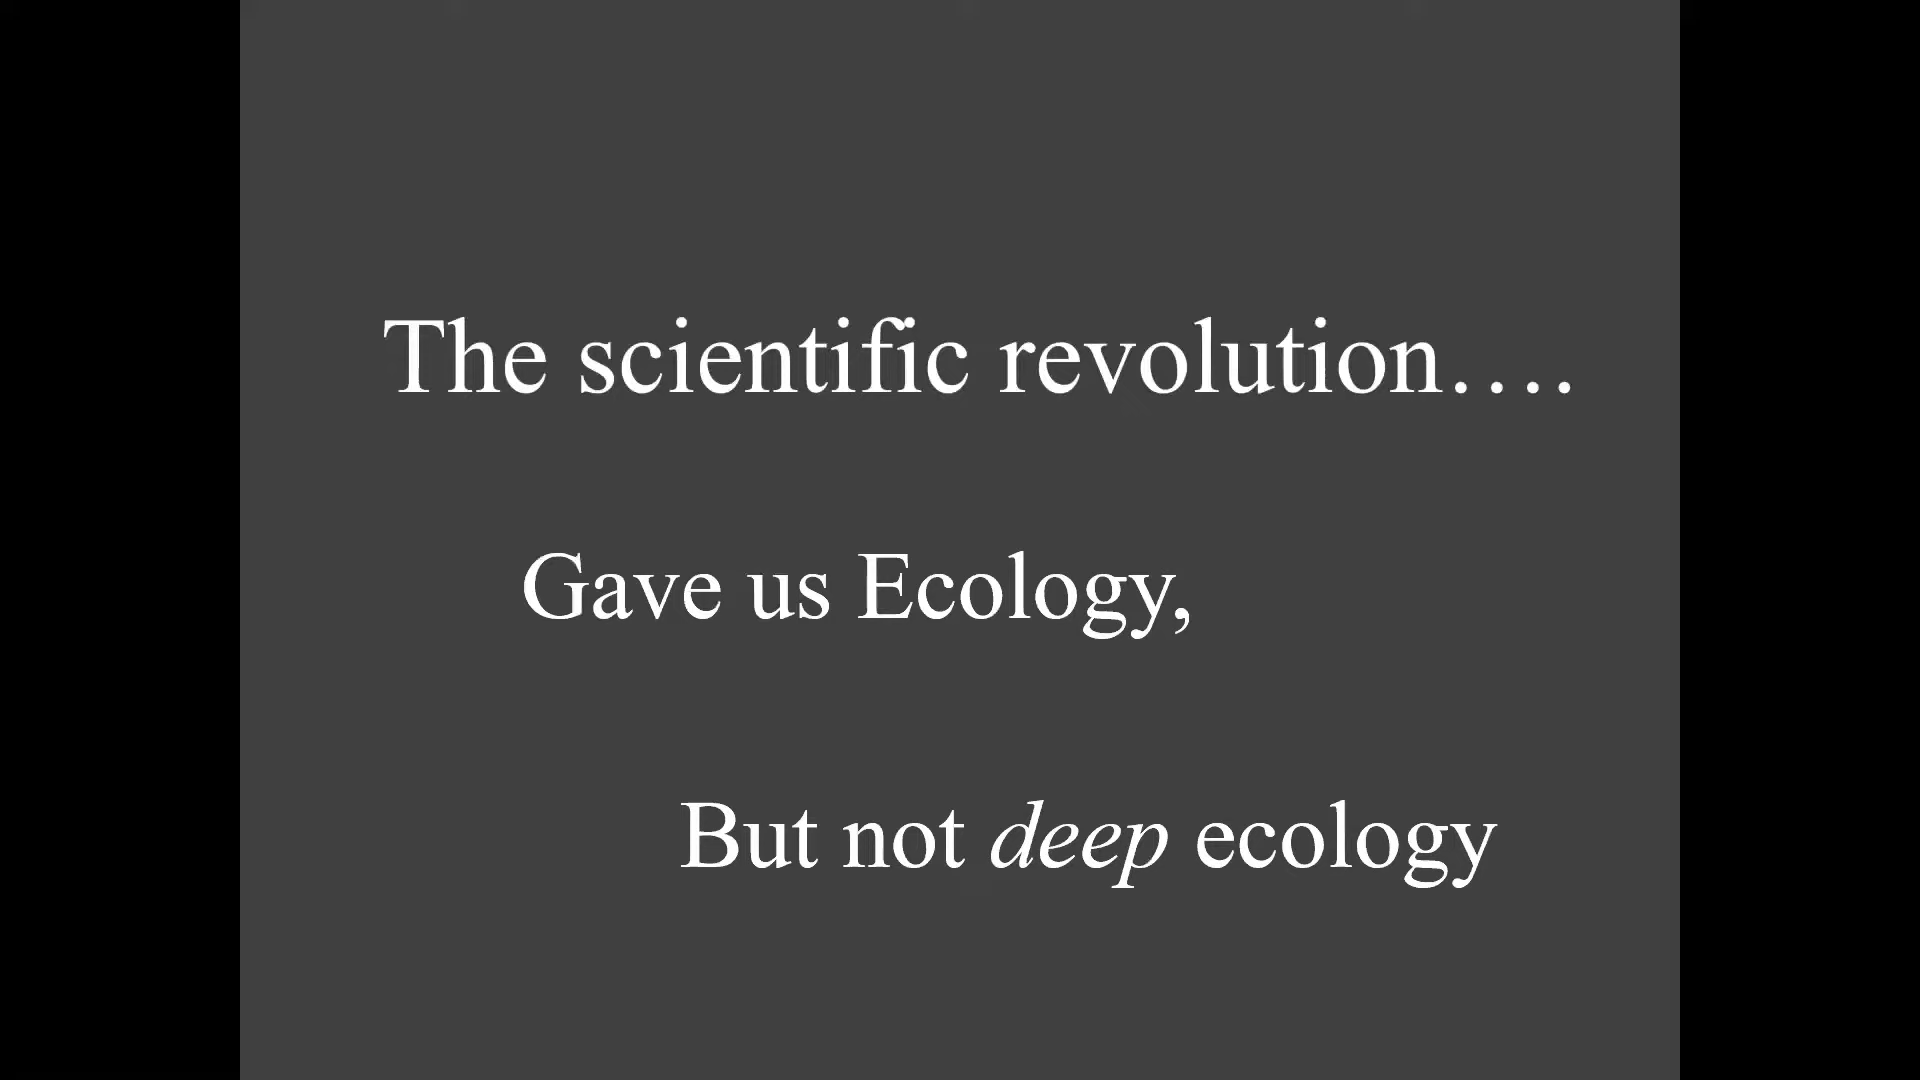 The scientific revolution….
Gave us Ecology,
But not deep ecology